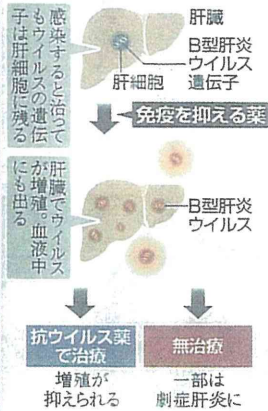 感染すると治って
もウイルスの遺伝
子は肝細胞に残る
肝臓
B型肝炎
ウイルス
遺伝子
肝細胞
免疫を抑える薬
肝臓でウイルス
が増殖。血液中
にも出る
B型肝炎
ウイルス
抗ウイルス薬
で治療
無治療
増殖が
抑えられる
一部は
劇症肝炎に